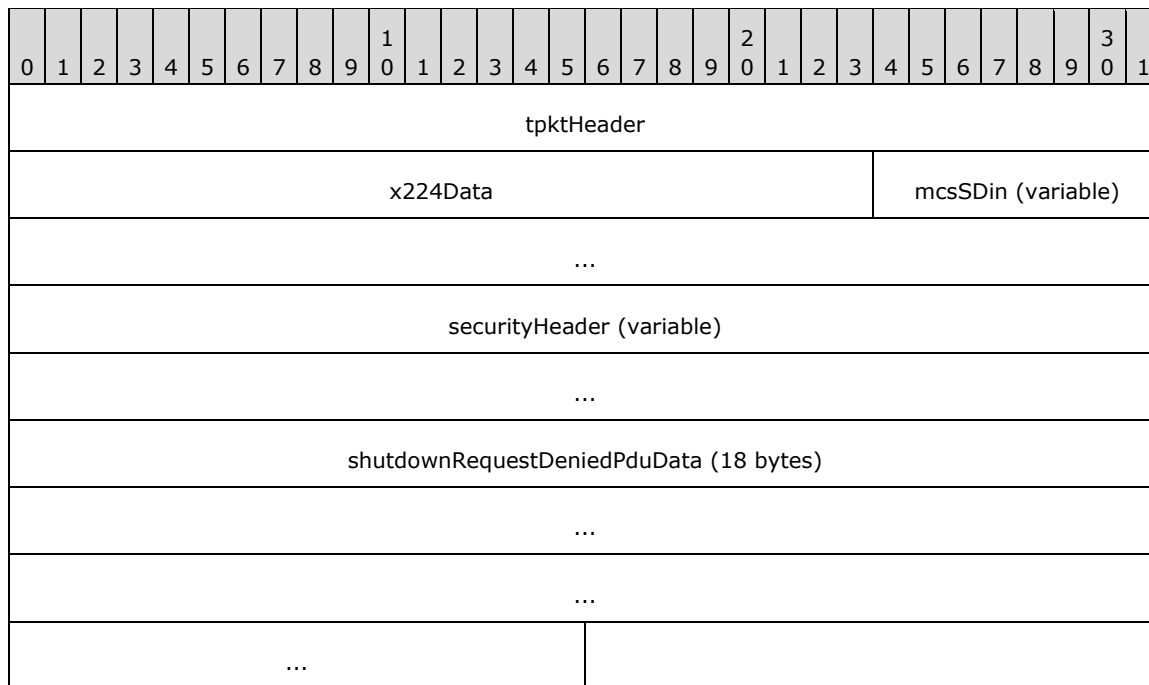 1 2 3
0 1 2 3 4 5 6 7 8 9 0 1 2 3 4 5 6 7 8 9 0 1 2 3 4 5 6 7 8 9 0 1
tpktHeader
x224Data mcsSDin (variable)
...
securityHeader (variable)
...
shutdownRequestDeniedPduData (18 bytes)
...
...
...